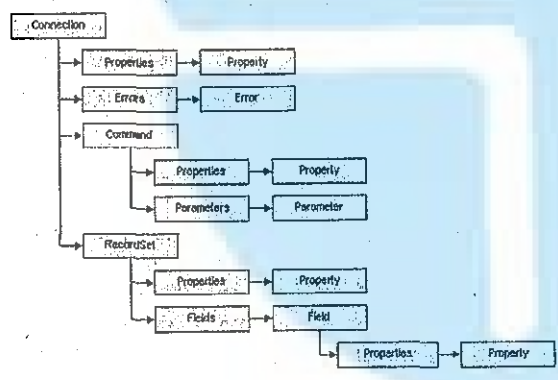 Connection
Properties Property
Errors Error
Command
Properties Property
Parameters Parameter
RecordSet
Properties Property
Fields Field
Properties Property